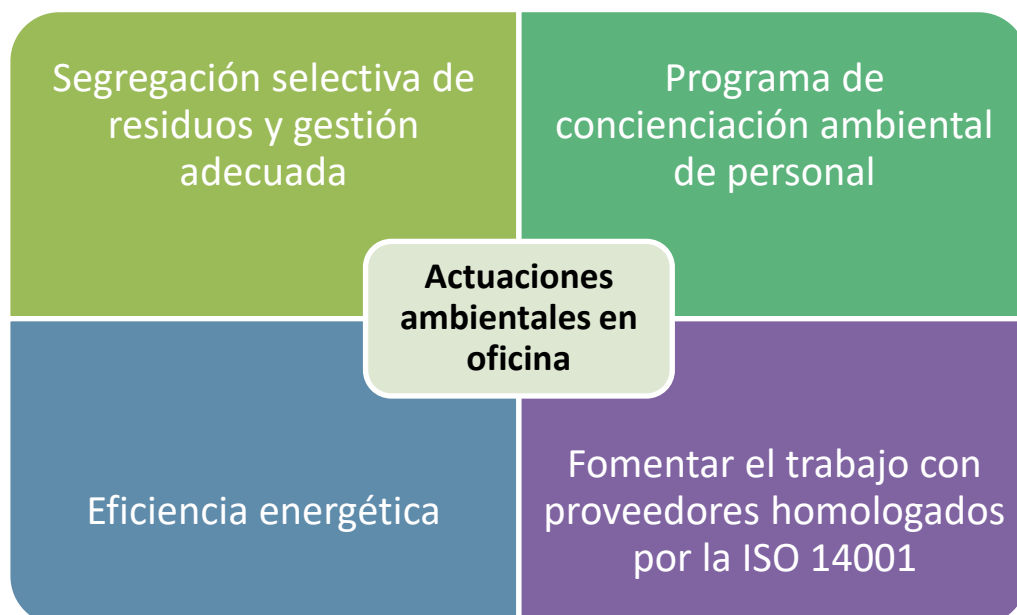 Segregación selectiva de
residuos y gestión
adecuada
Programa de
concienciación ambiental
de personal
Actuaciones
ambientales en
oficina
Eficiencia energética
Fomentar el trabajo con
proveedores homologados
por la ISO 14001